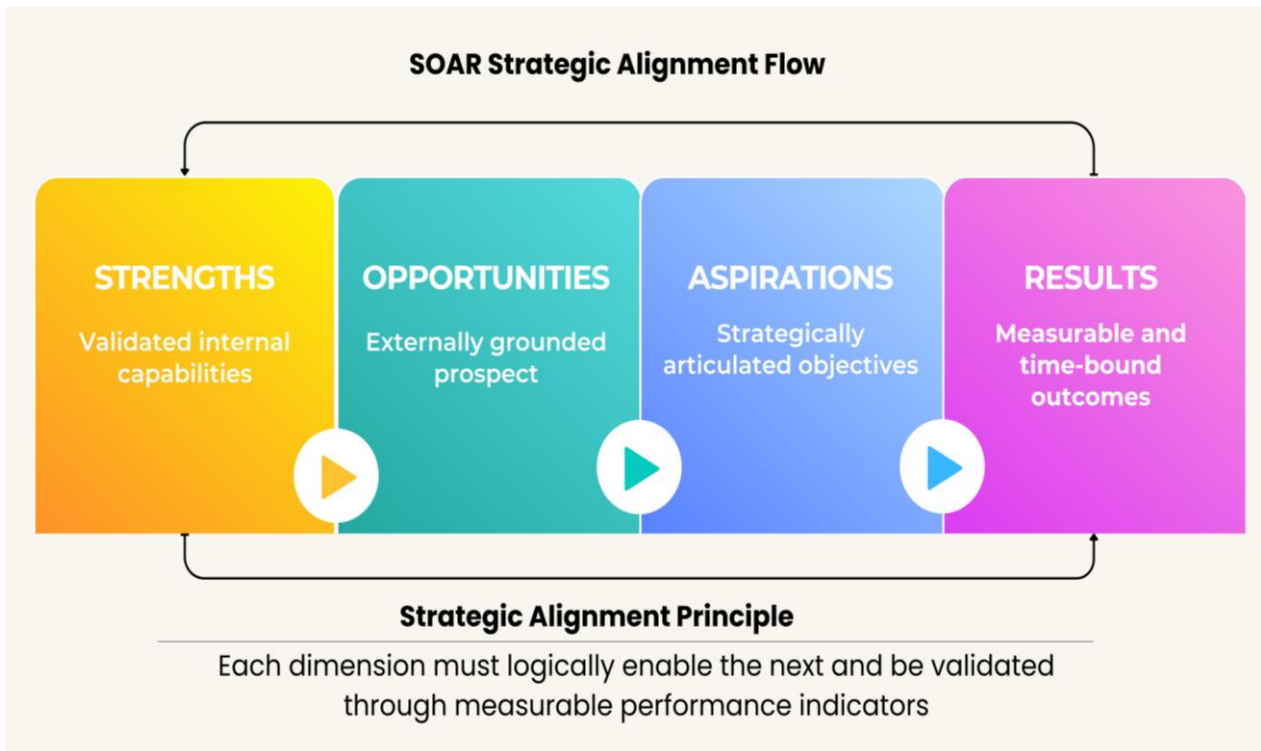 SOAR Strategic Alignment Flow
STRENGTHS
Validated internal
capabilities
OPPORTUNITIES
Externally grounded
prospect
ASPIRATIONS
Strategically
articulated objectives
RESULTS
Measurable and
time-bound
outcomes
Strategic Alignment Principle
Each dimension must logically enable the next and be validated
through measurable performance indicators